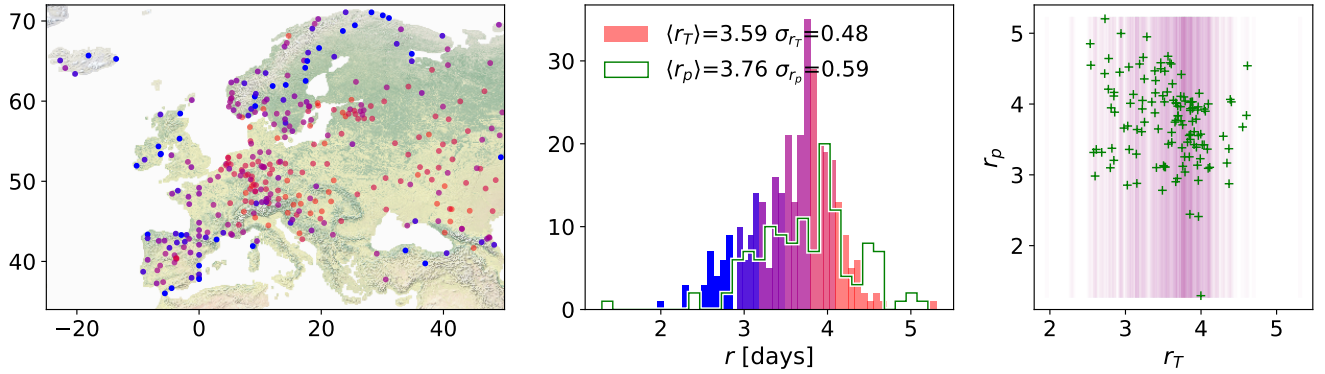 70
60
50
40
−20 0 20 40
30
20
10
0
⟨r_T⟩=3.59 σ_{r_T}=0.48
⟨r_p⟩=3.76 σ_{r_p}=0.59
2 3 4 5
r [days]
5
4
3
2
r_p
2 3 4 5
r_T